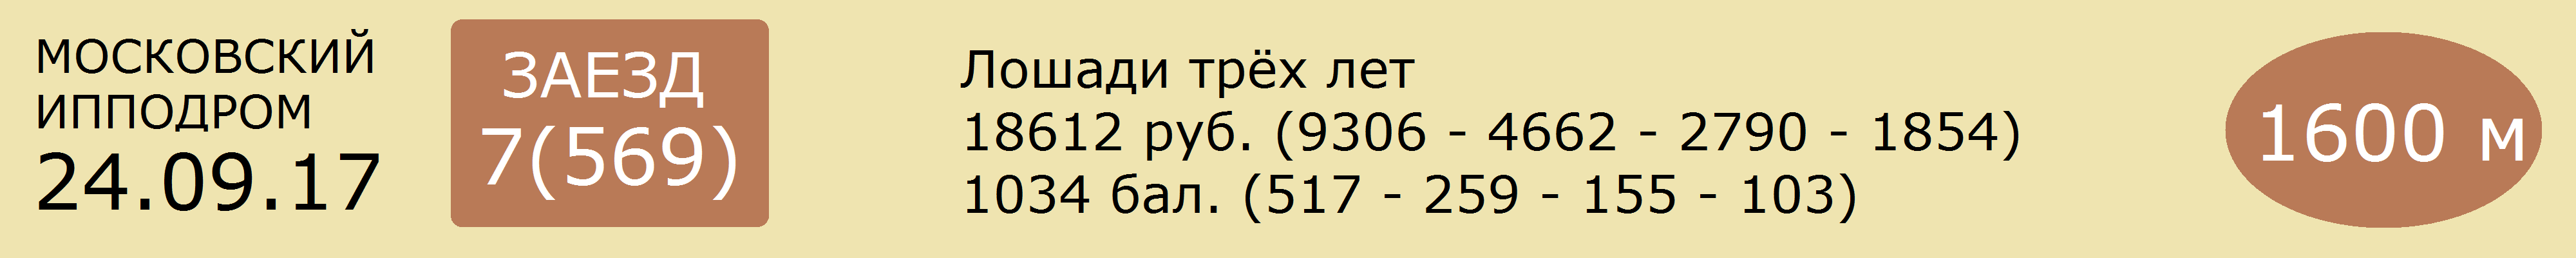 МОСКОВСКИЙ
ИППОДРОМ
24.09.17
ЗАЕЗД
7(569)
Лошади трёх лет
18612 руб. (9306 - 4662 - 2790 - 1854)
1034 бал. (517 - 259 - 155 - 103)
1600 м